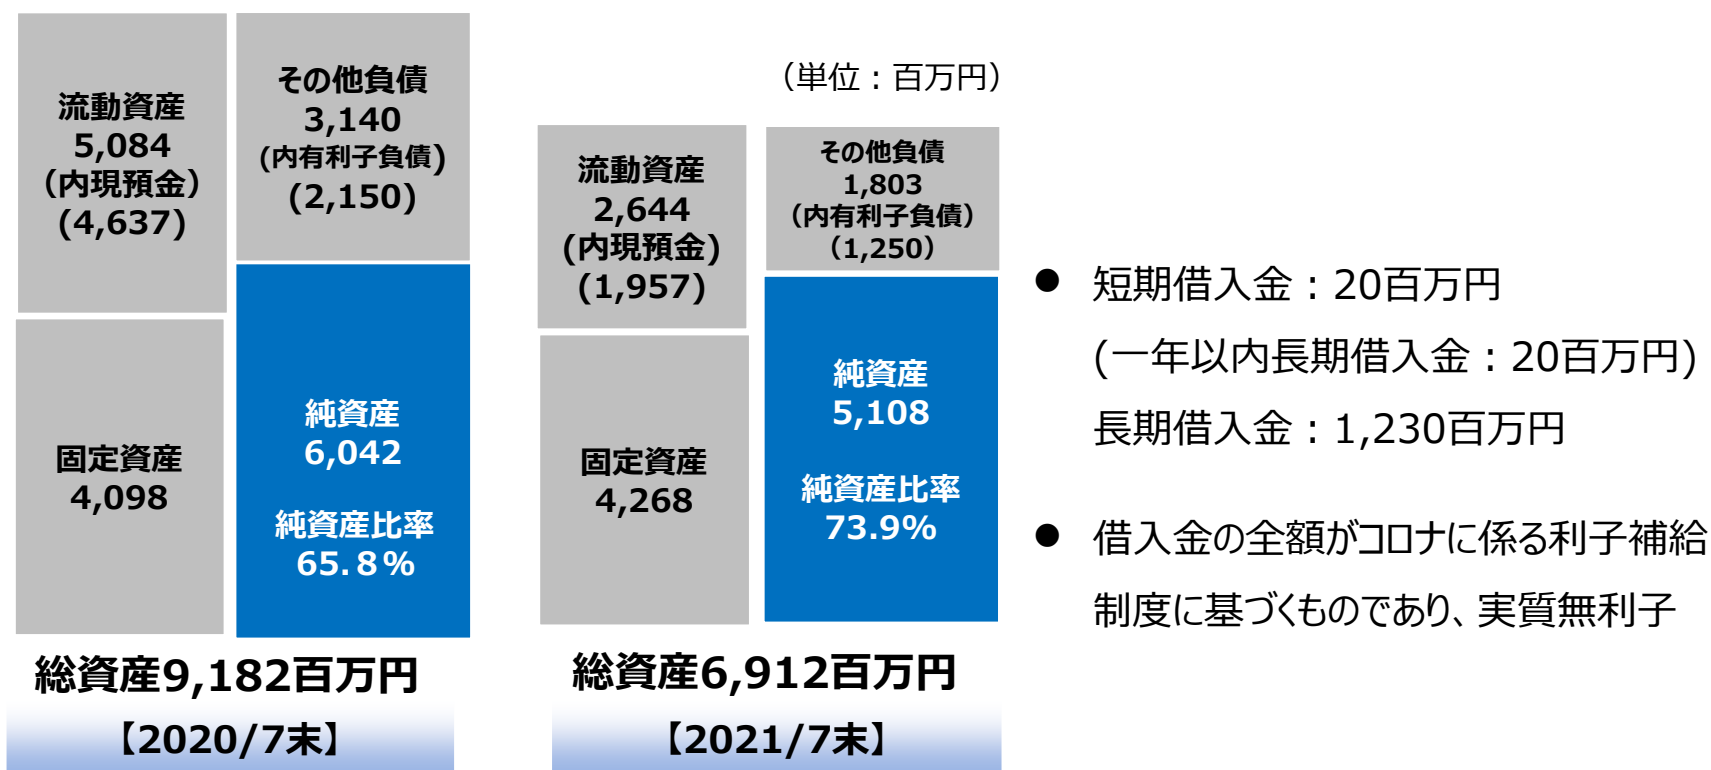 流動資産
5,084
（内現預金）
(4,637)
その他負債
3,140
(内有利子負債)
(2,150)
固定資産
4,098
純資産
6,042
純資産比率
65.８％
総資産9,182百万円
【2020/7末】
（単位：百万円）
流動資産
2,644
(内現預金)
(1,957)
その他負債
1,803
（内有利子負債）
（1,250）
固定資産
4,268
純資産
5,108
純資産比率
73.9%
総資産6,912百万円
【2021/7末】
● 短期借入金：20百万円
(一年以内長期借入金：20百万円)
長期借入金：1,230百万円
● 借入金の全額がコロナに係る利子補給
制度に基づくものであり、実質無利子